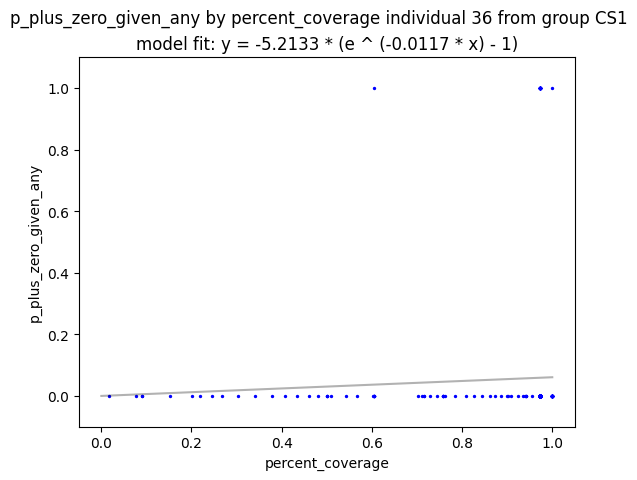 p_plus_zero_given_any by percent_coverage individual 36 from group CS1
model fit: y = -5.2133 * (e ^ (-0.0117 * x) - 1)
1.0
0.8
0.6
0.4
0.2
0.0
p_plus_zero_given_any
0.0 0.2 0.4 0.6 0.8 1.0
percent_coverage